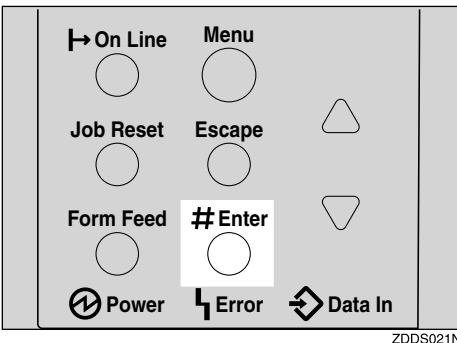 On Line Menu
Job Reset Escape
Form Feed # Enter
Power Error Data In
ZDDS021N